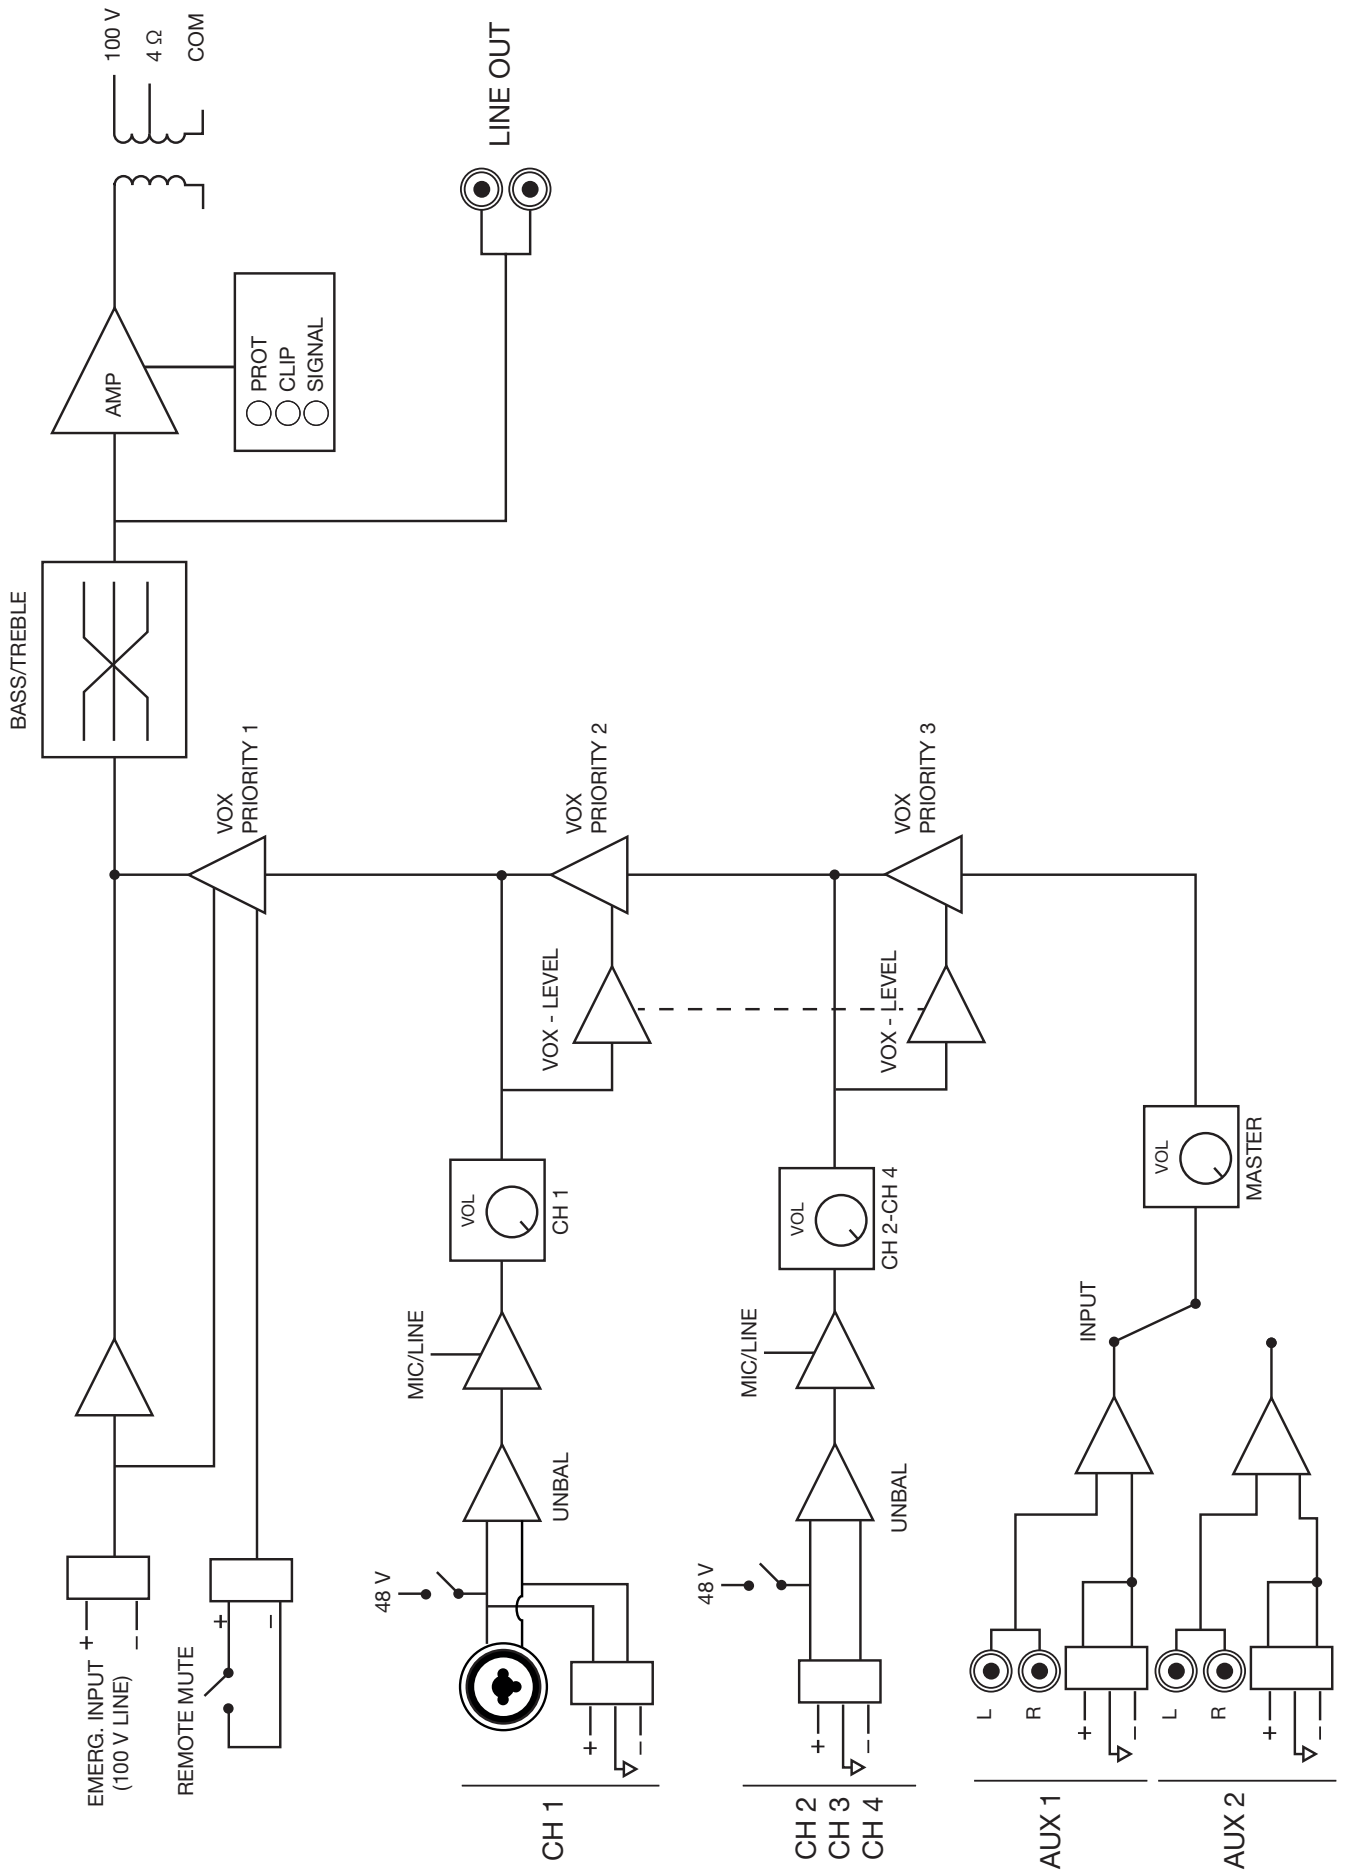 EMERG. INPUT
(100 V LINE)
+
–
REMOTE MUTE
+
–
BASS/TREBLE
AMP
PROT
CLIP
SIGNAL
100 V
4 Ω
COM
LINE OUT
VOX
PRIORITY 1
CH 1
+
–
48 V
UNBAL
MIC/LINE
VOL
CH 1
VOX - LEVEL
VOX
PRIORITY 2
CH 2
CH 3
CH 4
+
–
48 V
UNBAL
MIC/LINE
VOL
CH 2-CH 4
VOX - LEVEL
VOX
PRIORITY 3
AUX 1
L
R
+
–
INPUT
VOL
MASTER
AUX 2
L
R
+
–